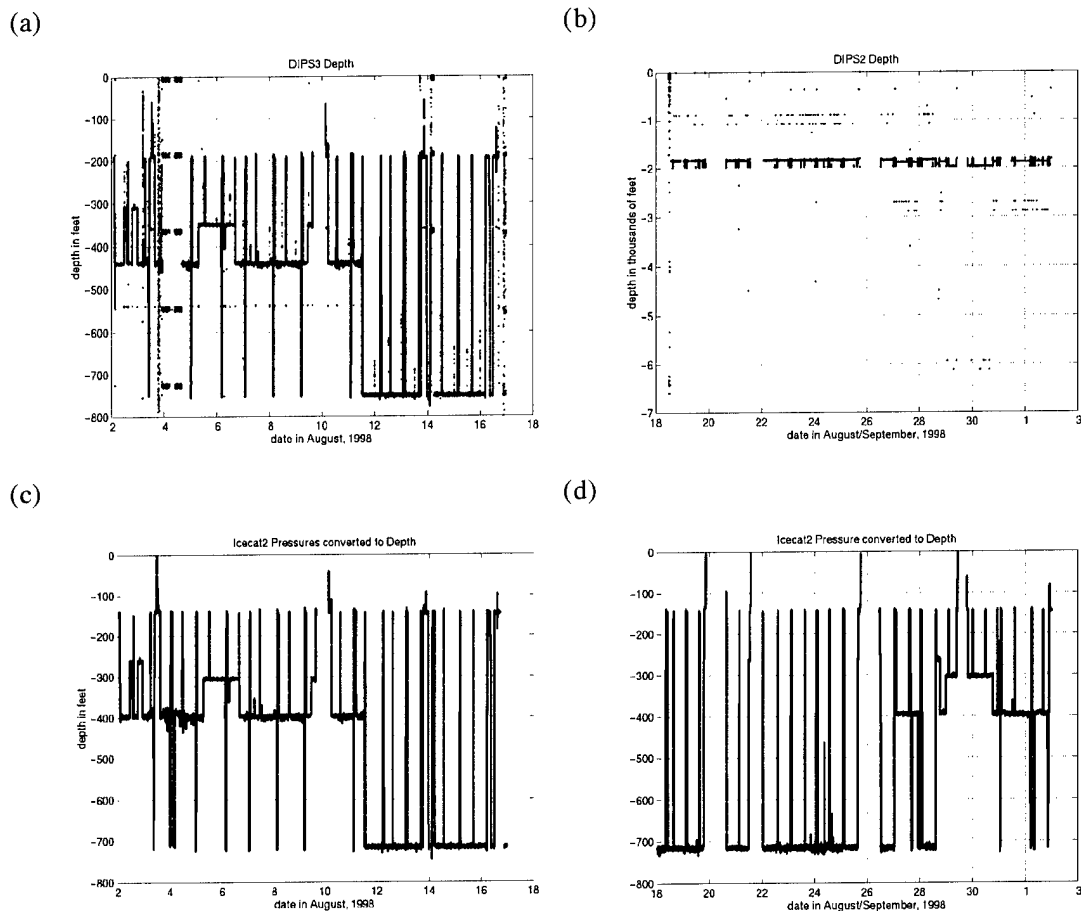 (a)
DIPS3 Depth
0
-100
-200
-300
-400
-500
-600
-700
-800
depth in feet
2 4 6 8 10 12 14 16 18
date in August, 1998
(b)
DIPS2 Depth
0
-1
-2
-3
-4
-5
-6
-7
depth in thousands of feet
18 20 22 24 26 28 30 1 3
date in August/September, 1998
(c)
Icecat2 Pressures converted to Depth
0
-100
-200
-300
-400
-500
-600
-700
-800
depth in feet
2 4 6 8 10 12 14 16 18
date in August, 1998
(d)
Icecat2 Pressure converted to Depth
0
-100
-200
-300
-400
-500
-600
-700
-800
depth in feet
18 20 22 24 26 28 30 1 3
date in August/September, 1998